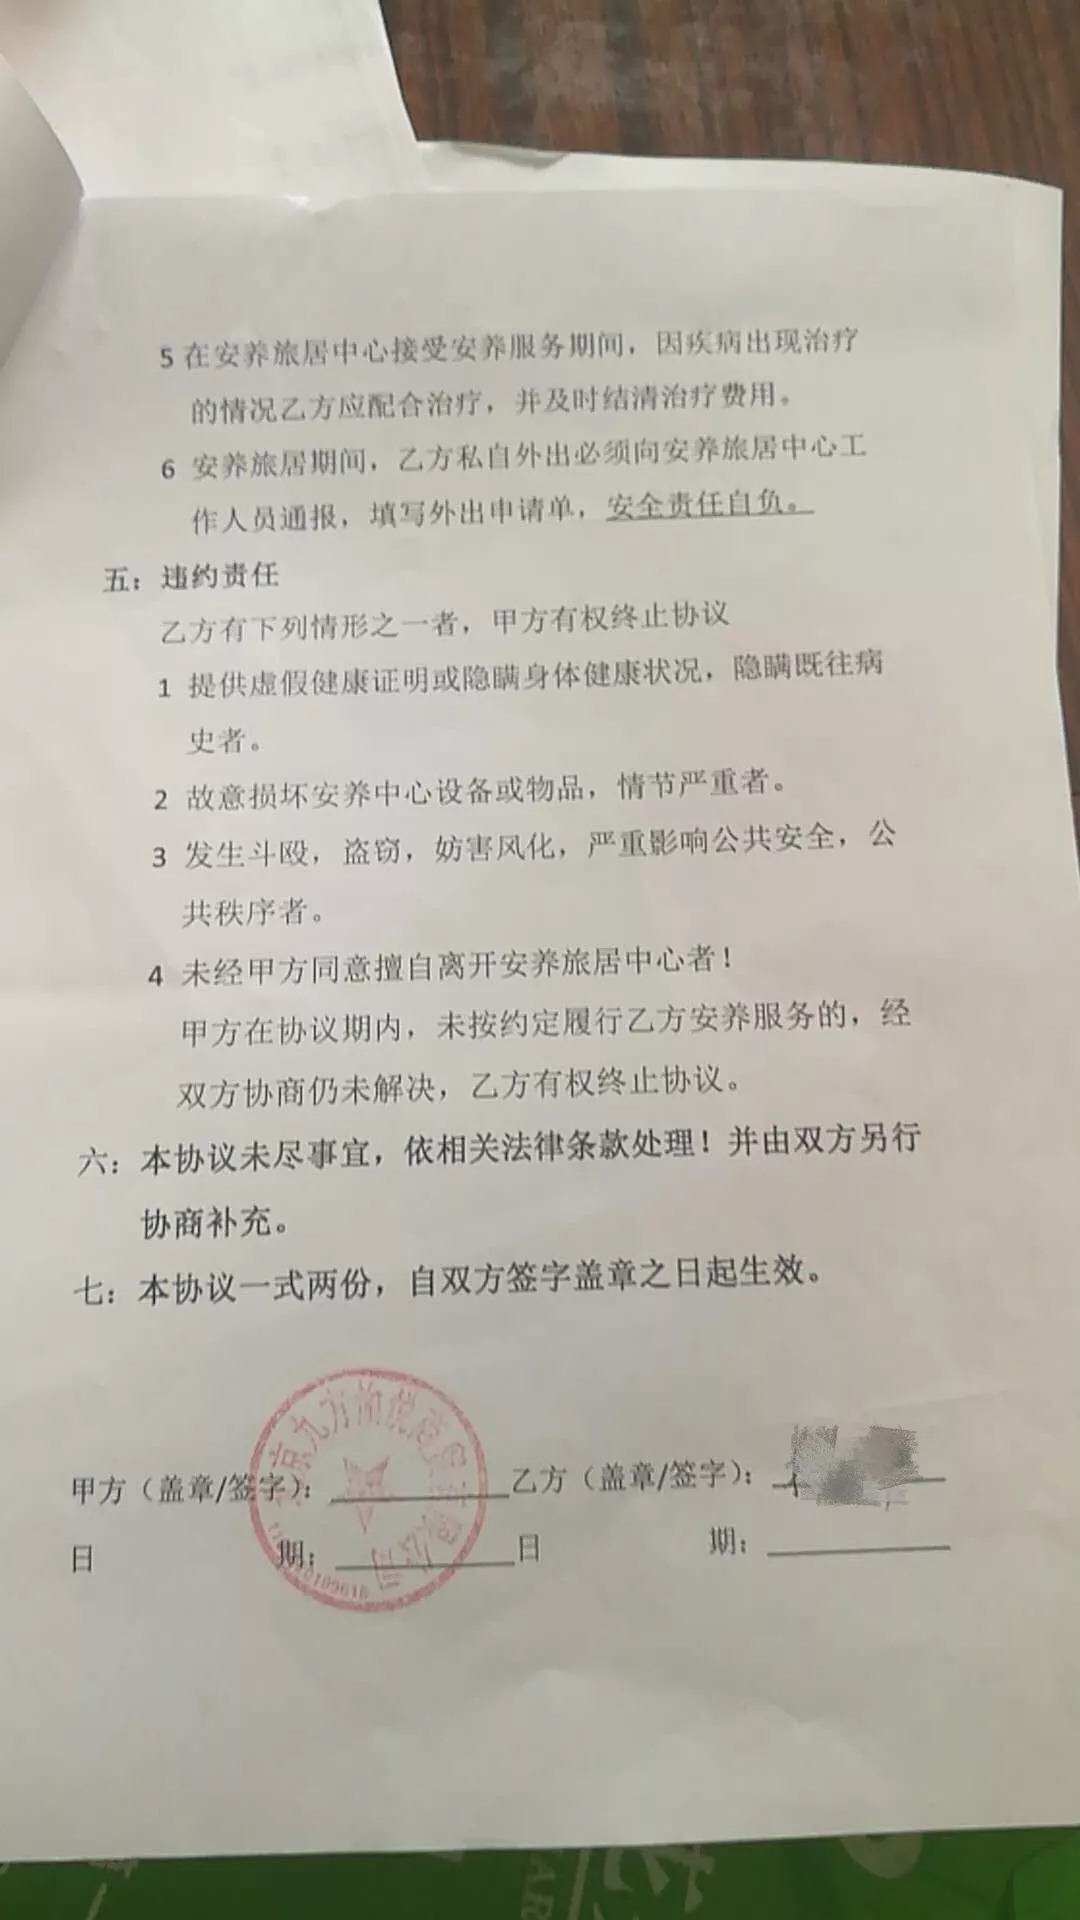 5 在安养旅居中心接受安养服务期间，因疾病出现治疗
的情况乙方应配合治疗，并及时结清治疗费用。
6 安养旅居期间，乙方私自外出必须向安养旅居中心工
作人员通报，填写外出申请单，安全责任自负。
五：违约责任
乙方有下列情形之一者，甲方有权终止协议
1 提供虚假健康证明或隐瞒身体健康状况，隐瞒既往病
史者。
2 故意损坏安养中心设备或物品，情节严重者。
3 发生斗殴，盗窃，妨害风化，严重影响公共安全，公
共秩序者。
4 未经甲方同意擅自离开安养旅居中心者！
甲方在协议期内，未按约定履行乙方安养服务的，经
双方协商仍未解决，乙方有权终止协议。
六：本协议未尽事宜，依相关法律条款处理！并由双方另行
协商补充。
七：本协议一式两份，自双方签字盖章之日起生效。
京九方
公司
甲方（盖章/签字）： 乙方（盖章/签字）：
日 期： 日 期：
AR